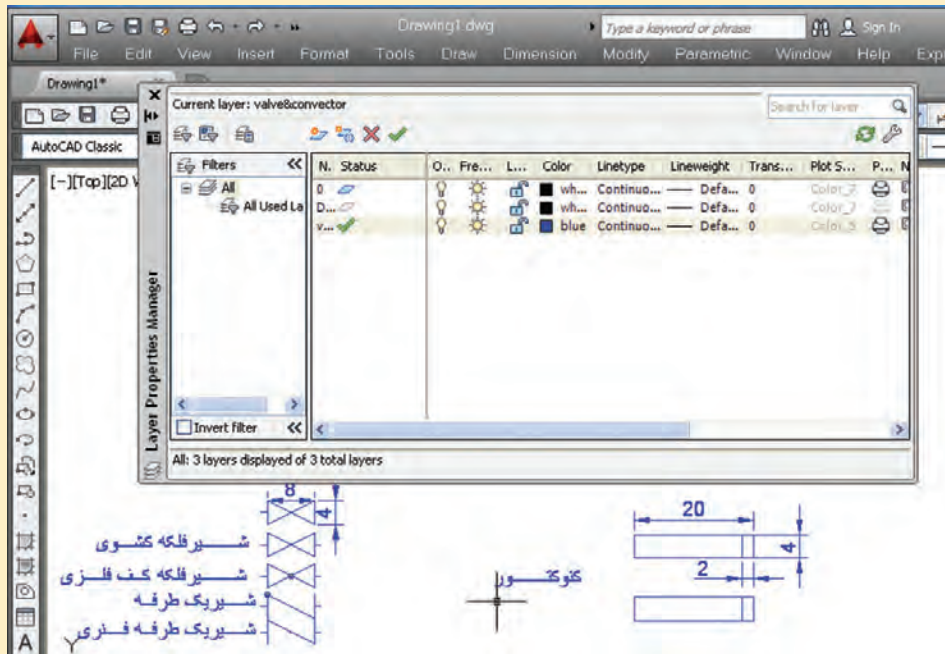 Drawing1.dwg
Type a keyword or phrase
Sign In
File Edit View Insert Format Tools Draw Dimension Modify Parametric Window Help Exp
Drawing1*
AutoCAD Classic
[-][Top][2D W
Current layer: valve&convector
Search for layer
Filters
All
All Used La
Invert filter
N. Status O... Fre... L... Color Linetype Lineweight Trans... Plot S... P... N
0 wh... Continuo... Defa... 0 Color_7
D... wh... Continuo... Defa... 0 Color_7
v... blue Continuo... Defa... 0 Color_5
Layer Properties Manager
All: 3 layers displayed of 3 total layers
8
4
شیرفلکه کشوی
شیرفلکه کف فلزی
شیریک طرفه
شیریک طرفه فنری
کنوکتور
20
4
2
Y